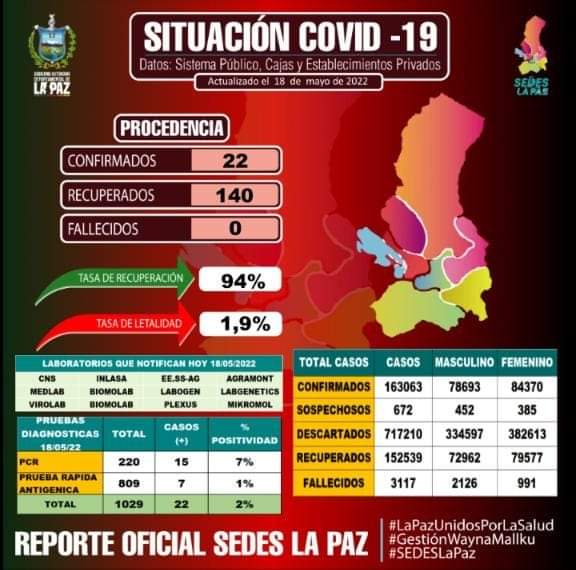 SITUACIÓN COVID -19
Datos: Sistema Público, Cajas y Establecimientos Privados
Actualizado el 18 de mayo de 2022
GOBIERNO AUTÓNOMO
DEPARTAMENTAL DE
LA PAZ
SEDES
LA PAZ
PROCEDENCIA
CONFIRMADOS 22
RECUPERADOS 140
FALLECIDOS 0
TASA DE RECUPERACIÓN 94%
TASA DE LETALIDAD 1,9%
LABORATORIOS QUE NOTIFICAN HOY 18/05/2022
CNS INLASA EE.SS-AG AGRAMONT
MEDLAB BIOMOLAB LABOGEN LABGENETICS
VIROLAB BIOMOLAB PLEXUS MIKROMOL
PRUEBAS DIAGNOSTICAS 18/05/22 TOTAL CASOS (+) % POSITIVIDAD
PCR 220 15 7%
PRUEBA RAPIDA ANTIGENICA 809 7 1%
TOTAL 1029 22 2%
TOTAL CASOS CASOS MASCULINO FEMENINO
CONFIRMADOS 163063 78693 84370
SOSPECHOSOS 672 452 385
DESCARTADOS 717210 334597 382613
RECUPERADOS 152539 72962 79577
FALLECIDOS 3117 2126 991
REPORTE OFICIAL SEDES LA PAZ
#LaPazUnidosPorLaSalud
#GestiónWaynaMallku
#SEDESLaPaz